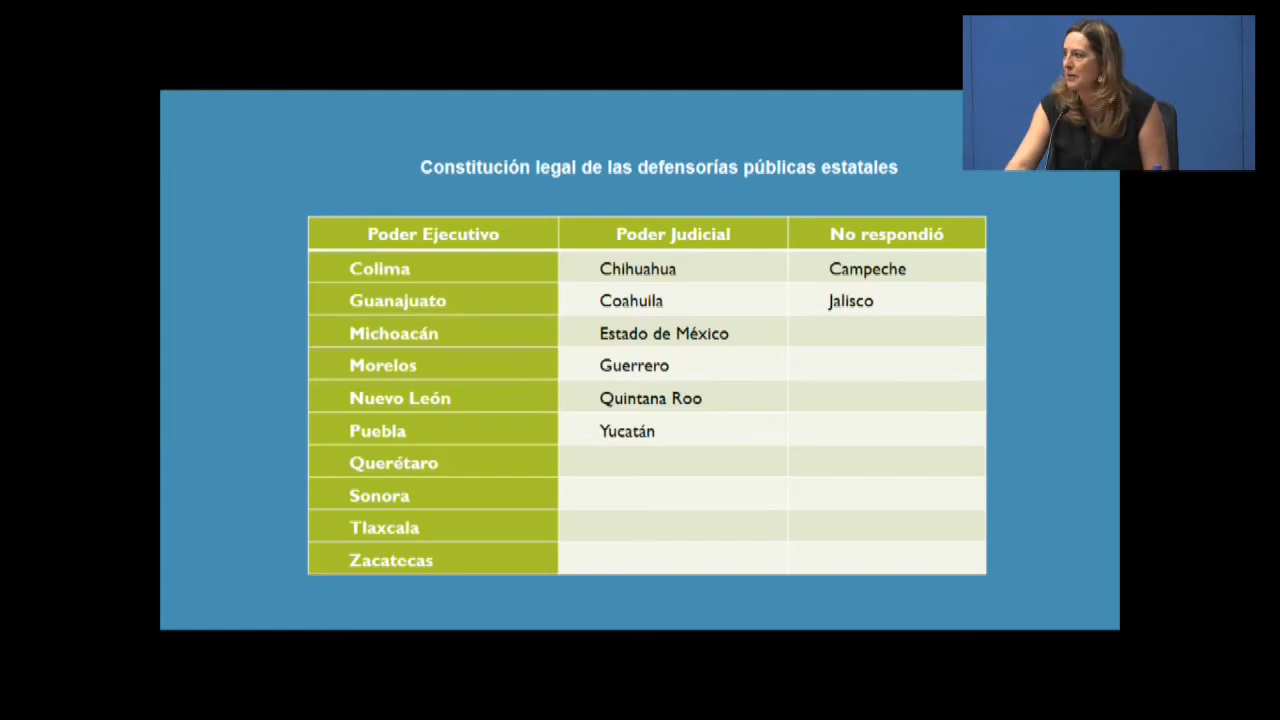 Constitución legal de las defensorías públicas estatales
Poder Ejecutivo Poder Judicial No respondió
Colima Chihuahua Campeche
Guanajuato Coahuila Jalisco
Michoacán Estado de México
Morelos Guerrero
Nuevo León Quintana Roo
Puebla Yucatán
Querétaro
Sonora
Tlaxcala
Zacatecas